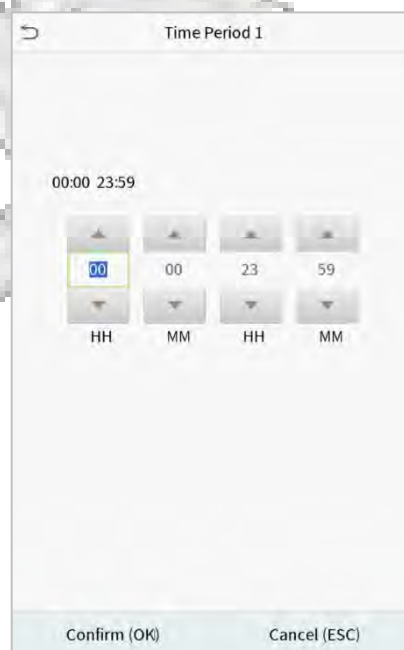 Time Period 1
00:00 23:59
00 00 23 59
HH MM HH MM
Confirm (OK) Cancel (ESC)